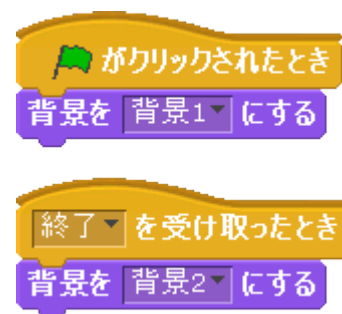 がクリックされたとき
背景を 背景1 にする
終了 を受け取ったとき
背景を 背景2 にする